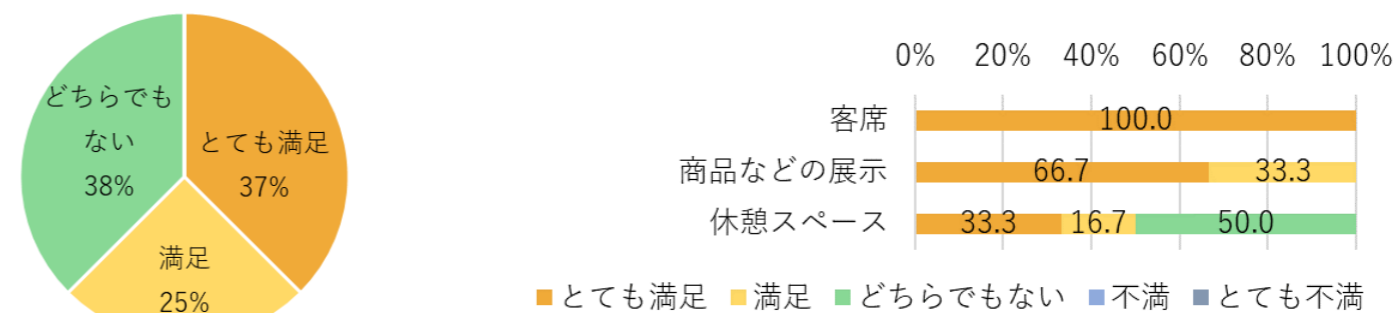 どちらでも
ない
38%
とても満足
37%
満足
25%
0% 20% 40% 60% 80% 100%
客席 100.0
商品などの展示 66.7 33.3
休憩スペース 33.3 16.7 50.0
とても満足 満足 どちらでもない 不満 とても不満